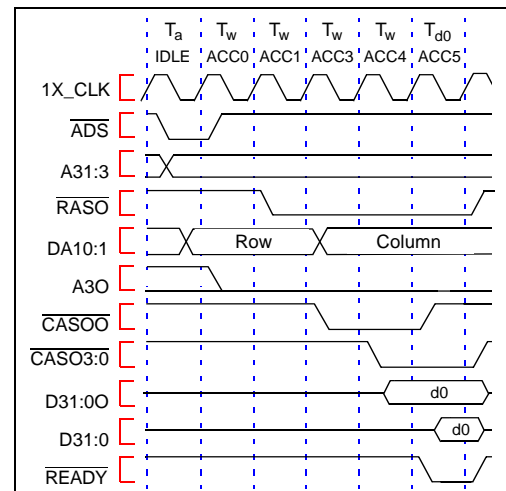 Ta Tw Tw Tw Tw Td0
IDLE ACC0 ACC1 ACC3 ACC4 ACC5
1X_CLK
ADS
A31:3
RASO
DA10:1 Row Column
A3O
CASOO
CASO3:0
D31:0O d0
D31:0 d0
READY